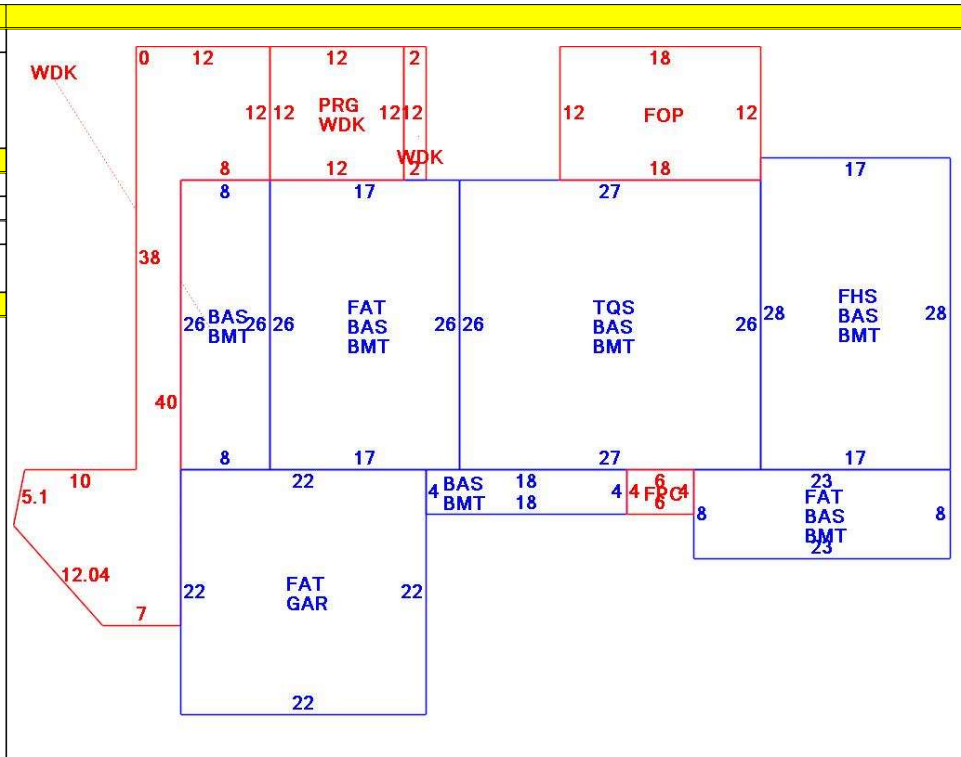 0 12 12 2 18
WDK
12 12 PRG 12 12 12 FOP 12
WDK
WDK
8 12 2 18 17
8 17 27
38
26 BAS 26 26 FAT 26 26 TQS 26 28 FHS 28
BMT BAS BAS BAS
BMT BMT BMT
40
8 17 27 17
10 22 4 BAS 18 4 4 6 4 23
5.1 BMT 18 FPC FAT
6 8 BAS 8
BMT
23
12.04 22 FAT 22
GAR
7
22